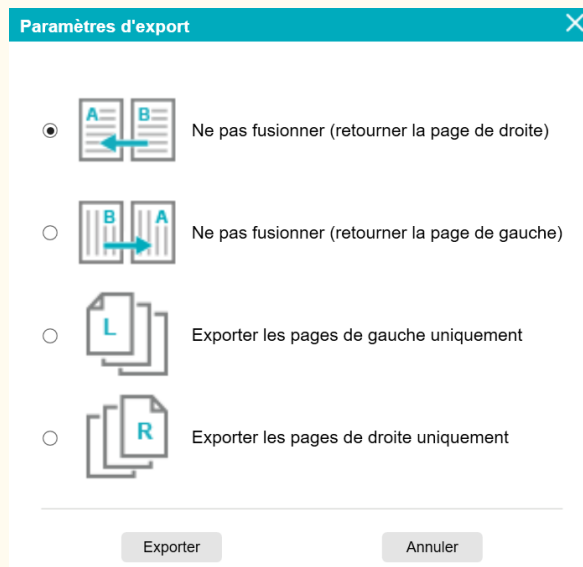 Paramètres d'export
A B
Ne pas fusionner (retourner la page de droite)
B A
Ne pas fusionner (retourner la page de gauche)
L
Exporter les pages de gauche uniquement
R
Exporter les pages de droite uniquement
Exporter Annuler